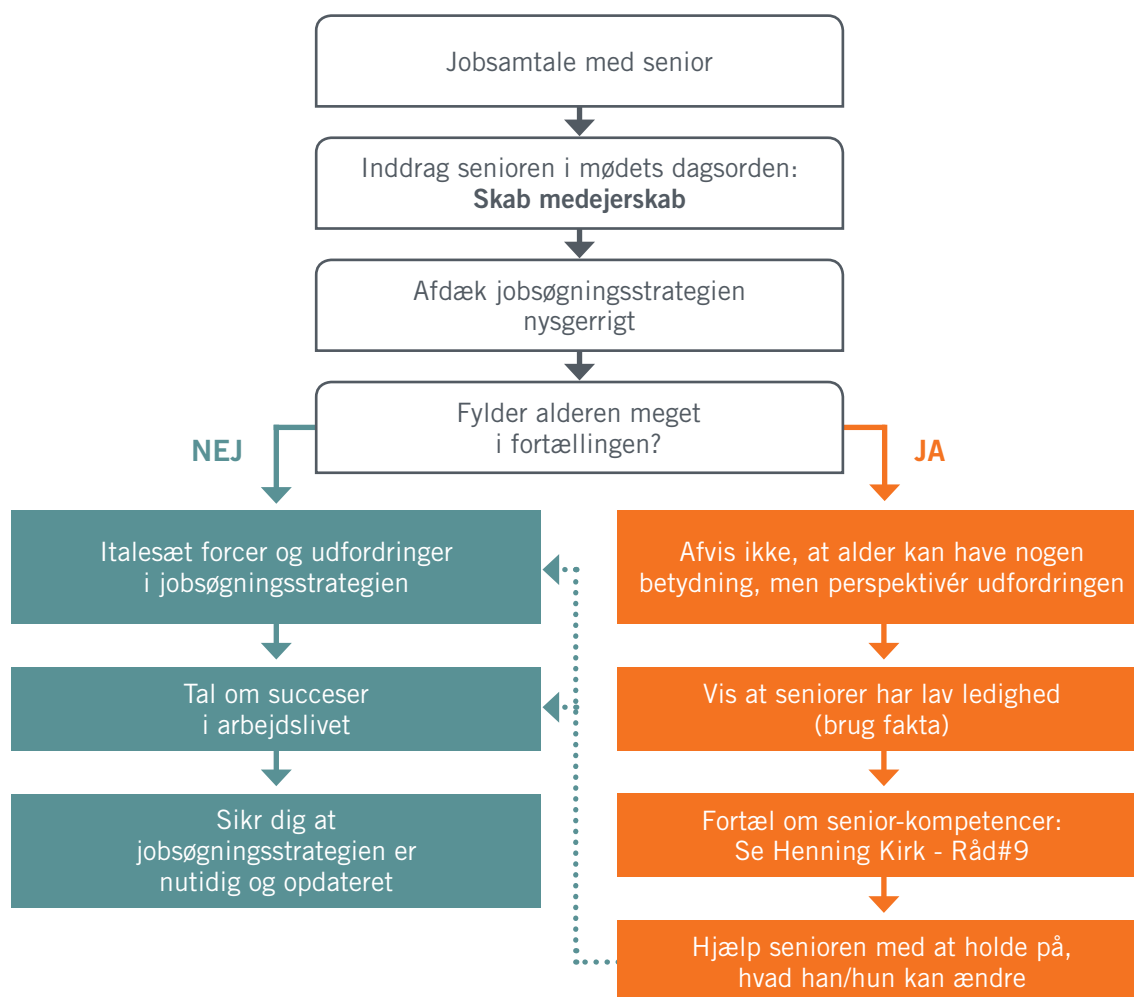 Jobsamtale med senior
Inddrag senioren i mødets dagsorden:
Skab medejerskab
Afdæk jobsøgningsstrategien
nysgerrigt
Fylder alderen meget
i fortællingen?
NEJ
JA
Italesæt forcer og udfordringer
i jobsøgningsstrategien
Tal om succeser
i arbejdslivet
Sikr dig at
jobsøgningsstrategien er
nutidig og opdateret
Afvis ikke, at alder kan have nogen
betydning, men perspektivér udfordringen
Vis at seniorer har lav ledighed
(brug fakta)
Fortæl om senior-kompetencer:
Se Henning Kirk - Råd#9
Hjælp senioren med at holde på,
hvad han/hun kan ændre